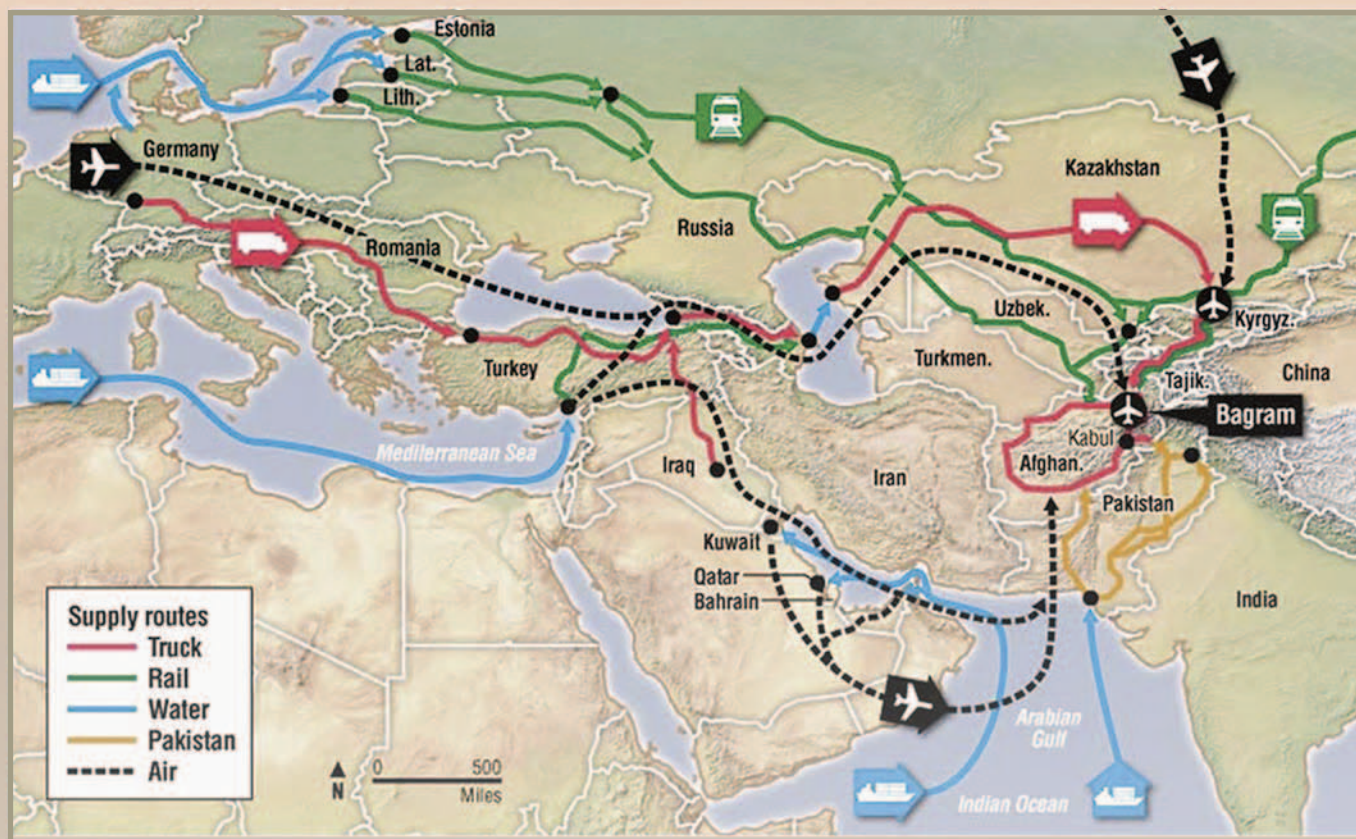 Estonia
Lat.
Lith.
Germany
Kazakhstan
Russia
Romania
Uzbek.
Kyrgyz.
Turkey
Turkmen.
Tajik.
China
Bagram
Mediterranean Sea
Kabul
Iraq
Iran
Afghan.
Pakistan
Kuwait
Qatar
Bahrain
India
Supply routes
Truck
Rail
Water
Pakistan
Air
N
0 500
Miles
Arabian
Gulf
Indian Ocean